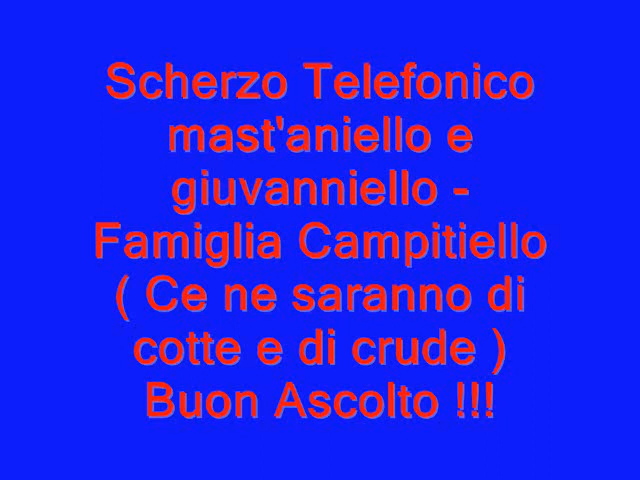 Scherzo Telefonico
mast'aniello e
giuvanniello -
Famiglia Campitiello
( Ce ne saranno di
cotte e di crude )
Buon Ascolto !!!